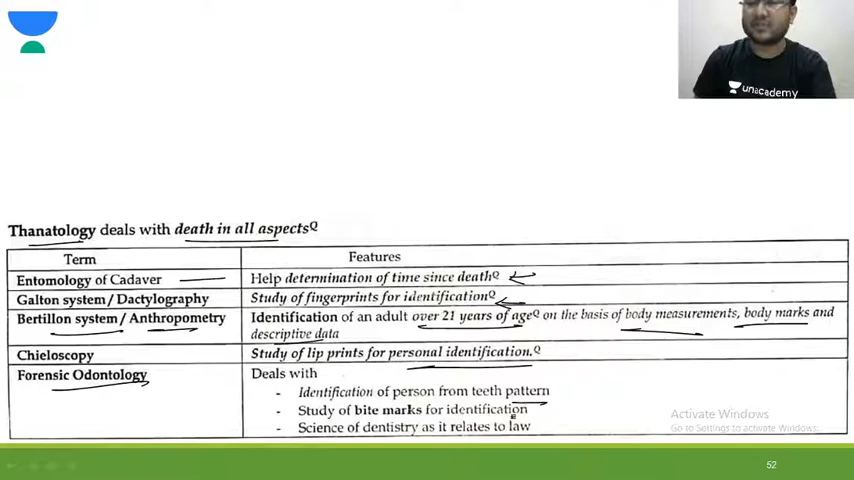 unacademy
Thanatology deals with death in all aspectsQ
Term Features
Entomology of Cadaver Help determination of time since deathQ
Galton system/Dactylography Study of fingerprints for identificationQ
Bertillon system/Anthropometry Identification of an adult over 21 years of ageQ on the basis of body measurements, body marks and
descriptive data
Chieloscopy Study of lip prints for personal identification.Q
Forensic Odontology Deals with
- Identification of person from teeth pattern
- Study of bite marks for identification
- Science of dentistry as it relates to law
Activate Windows
Go to Settings to activate Windows.
52